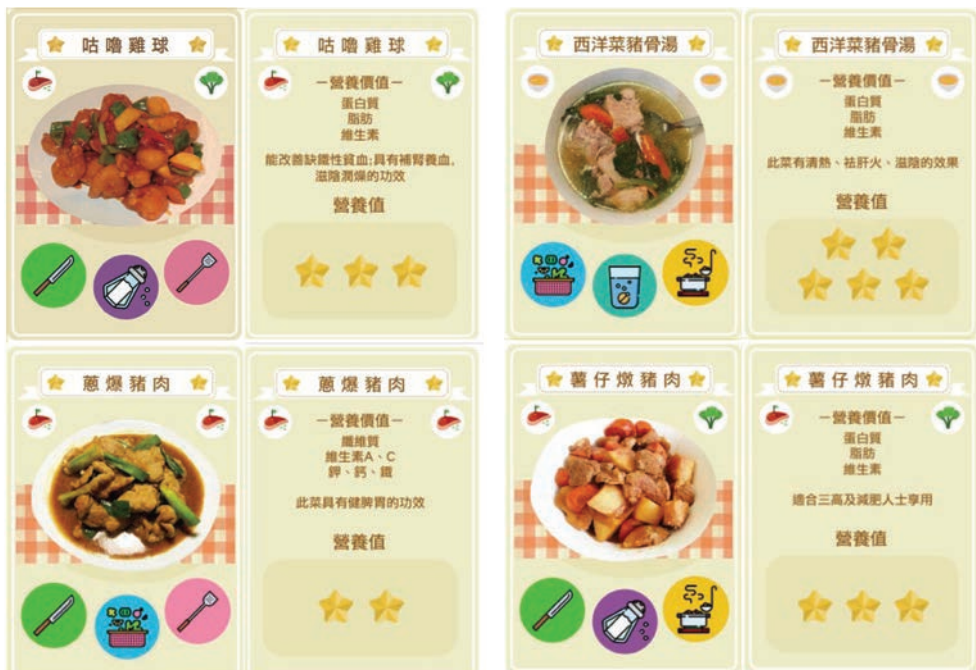 咕嚕雞球
咕嚕雞球
－營養價值－
蛋白質
脂肪
維生素
能改善缺鐵性貧血;具有補腎養血,
滋陰潤燥的功效
營養值
西洋菜豬骨湯
西洋菜豬骨湯
－營養價值－
蛋白質
脂肪
維生素
此菜有清熱、祛肝火、滋陰的效果
營養值
蔥爆豬肉
蔥爆豬肉
－營養價值－
纖維質
維生素A、C
鉀、鈣、鐵
此菜具有健脾胃的功效
營養值
薯仔燉豬肉
薯仔燉豬肉
－營養價值－
蛋白質
脂肪
維生素
適合三高及減肥人士享用
營養值